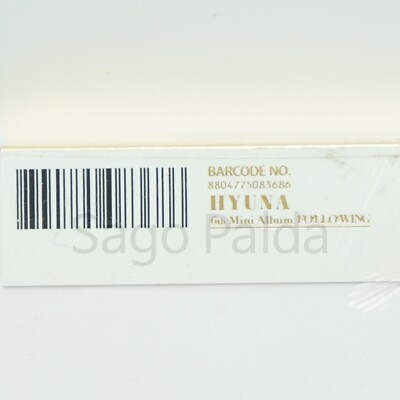 BARCODE NO.
8804775083686
HYUNA
6th Mini Album FOLLOWING
Sago Palda